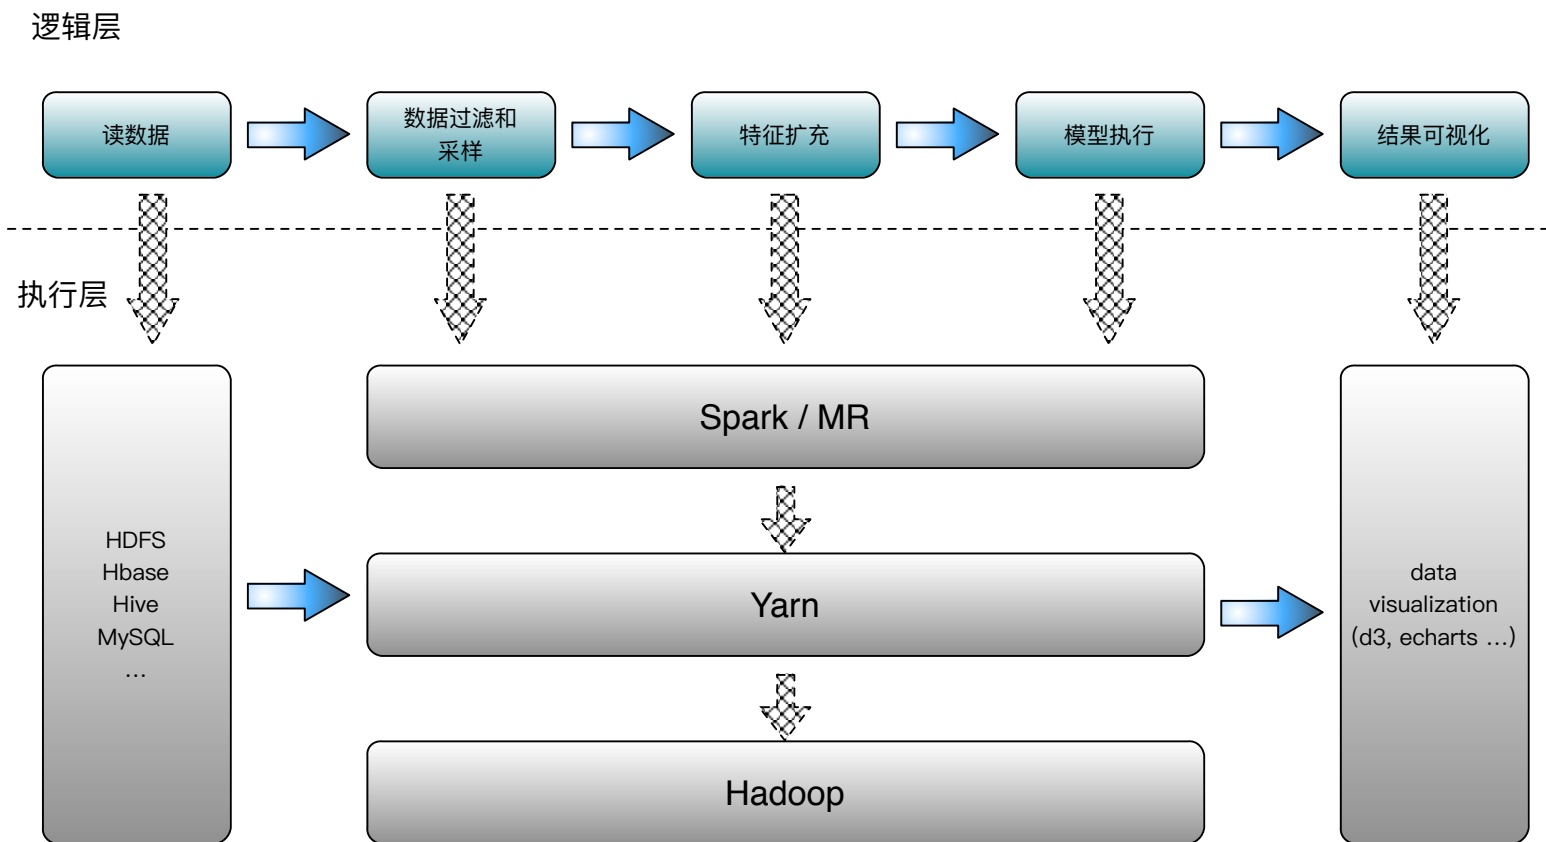 逻辑层
读数据
数据过滤和
采样
特征扩充
模型执行
结果可视化
执行层
HDFS
Hbase
Hive
MySQL
...
Spark / MR
Yarn
Hadoop
data
visualization
(d3, echarts ...)